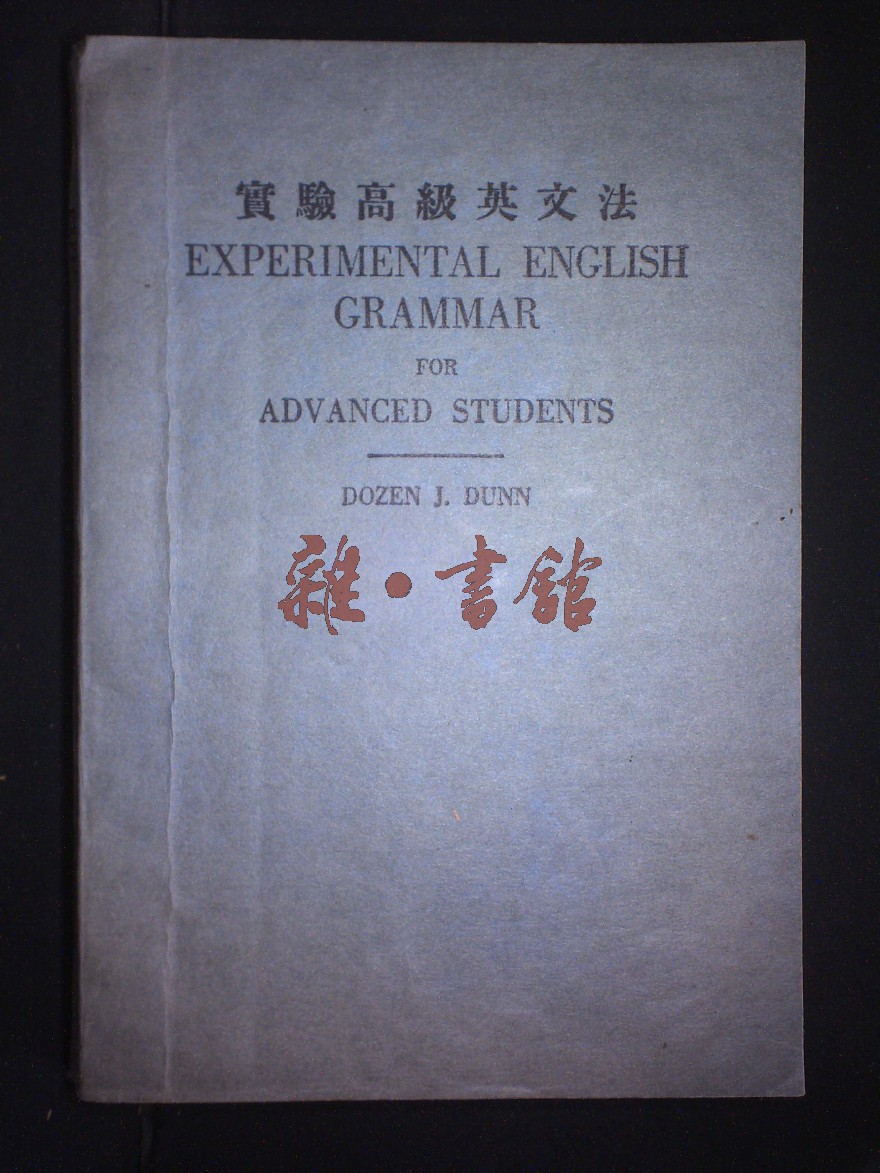 實驗高級英文法
EXPERIMENTAL ENGLISH
GRAMMAR
FOR
ADVANCED STUDENTS
DOZEN J. DUNN
雜·書館